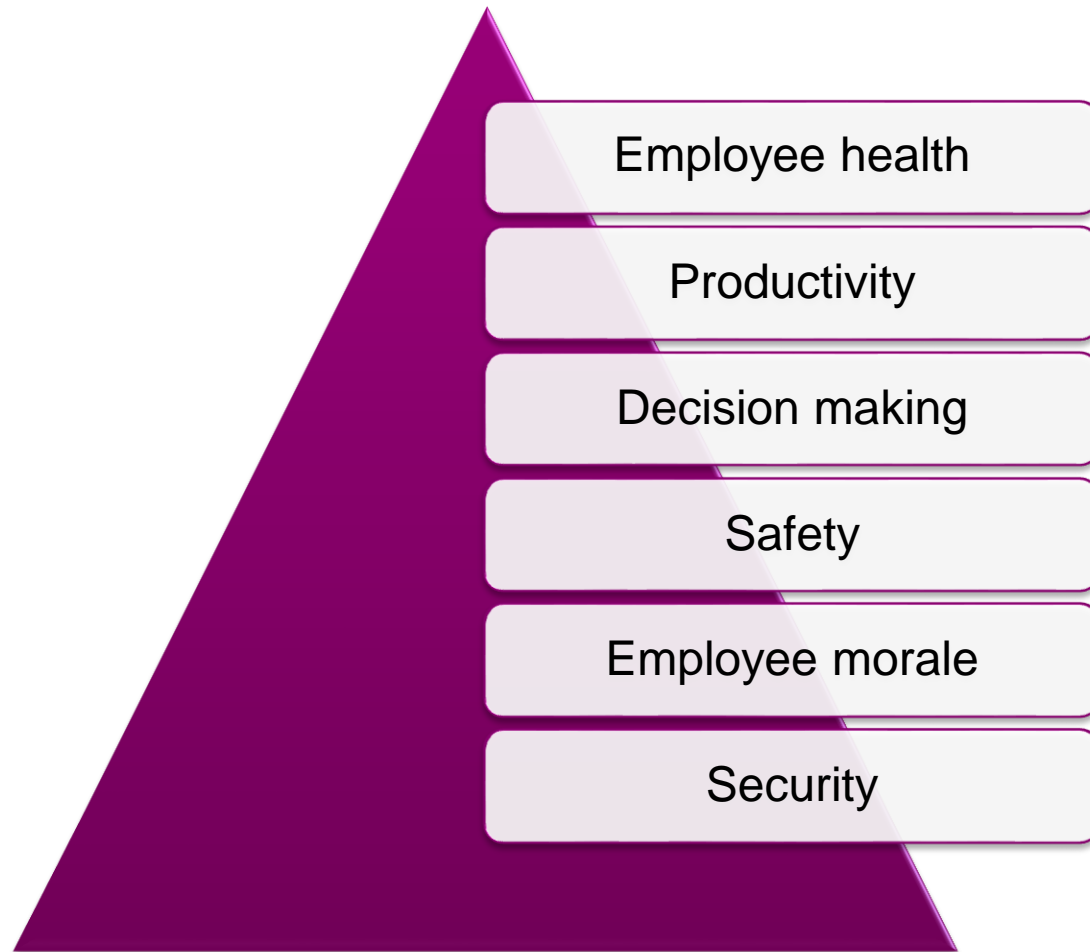 Employee health
Productivity
Decision making
Safety
Employee morale
Security